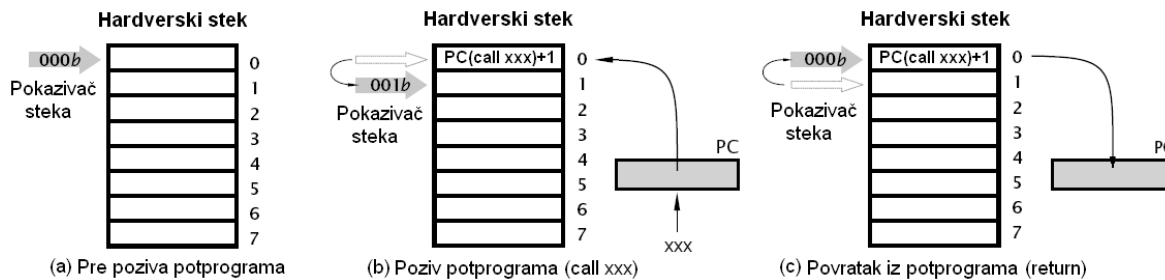 Hardverski stek
000b
Pokazivač
steka
0
1
2
3
4
5
6
7
(a) Pre poziva potprograma
Hardverski stek
PC(call xxx)+1
001b
Pokazivač
steka
0
1
2
3
4
5
6
7
PC
xxx
(b) Poziv potprograma (call xxx)
Hardverski stek
000b
PC(call xxx)+1
Pokazivač
steka
0
1
2
3
4
5
6
7
PC
(c) Povratak iz potprograma (return)